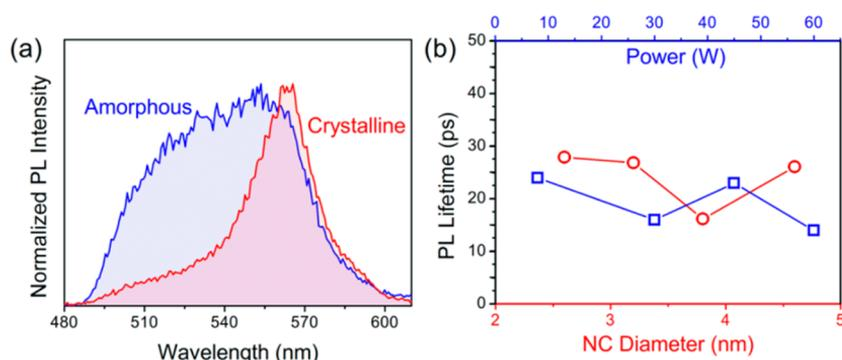 (a)
Normalized PL Intensity
Amorphous
Crystalline
480 510 540 570 600
Wavelength (nm)
(b)
0 10 20 30 40 50 60
Power (W)
PL Lifetime (ps)
50
40
30
20
10
0
2 3 4 5
NC Diameter (nm)